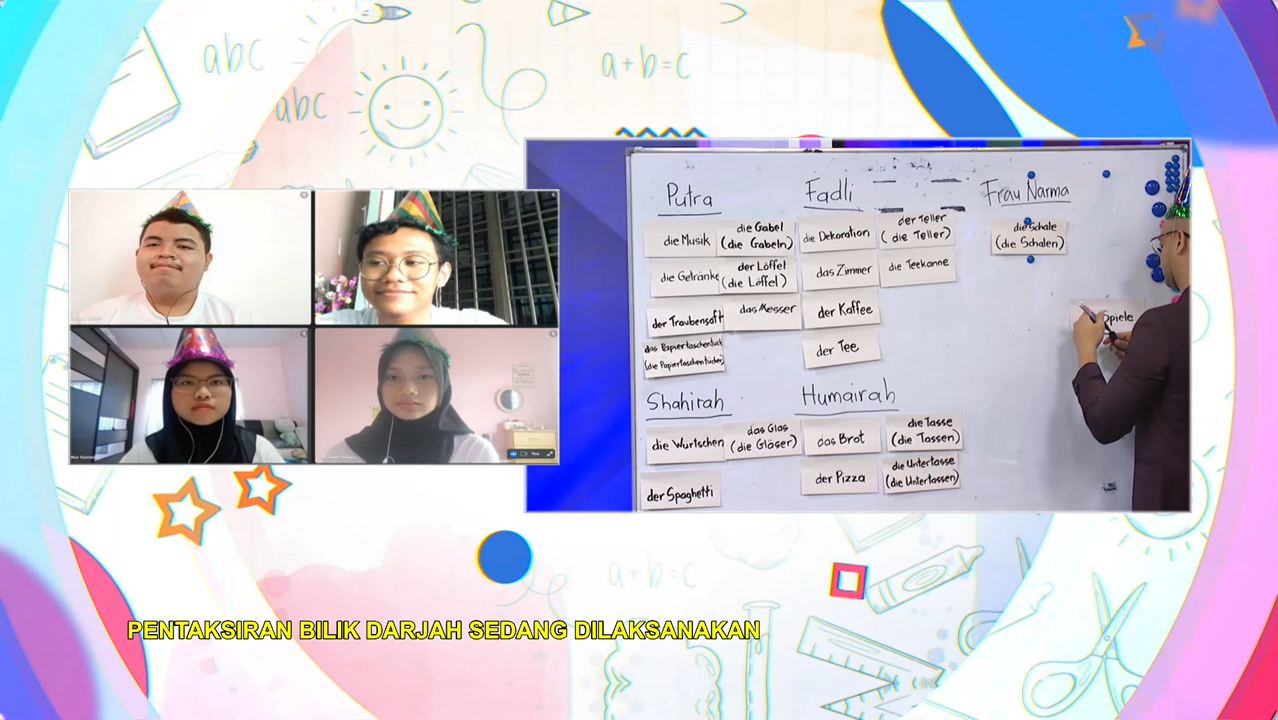 abc
abc
a+b=c
Putra
die Musik
die Gabel
(die Gabeln)
die Getränke
der Löffel
(die Löffel)
der Traubensaft
das Messer
das Papiertaschentuch
(die Papiertaschentücher)
Fadli
die Dekoration
der Teller
(die Teller)
das Zimmer
die Teekanne
der Kaffee
der Tee
Frau Narma
die Schale
(die Schalen)
Spiele
Shahirah
die Würtschen
das Glas
(die Gläser)
der Spaghetti
Humairah
das Brot
die Tasse
(die Tassen)
der Pizza
die Untertasse
(die Untertassen)
You
a+b=c
PENTAKSIRAN BILIK DARJAH SEDANG DILAKSANAKAN